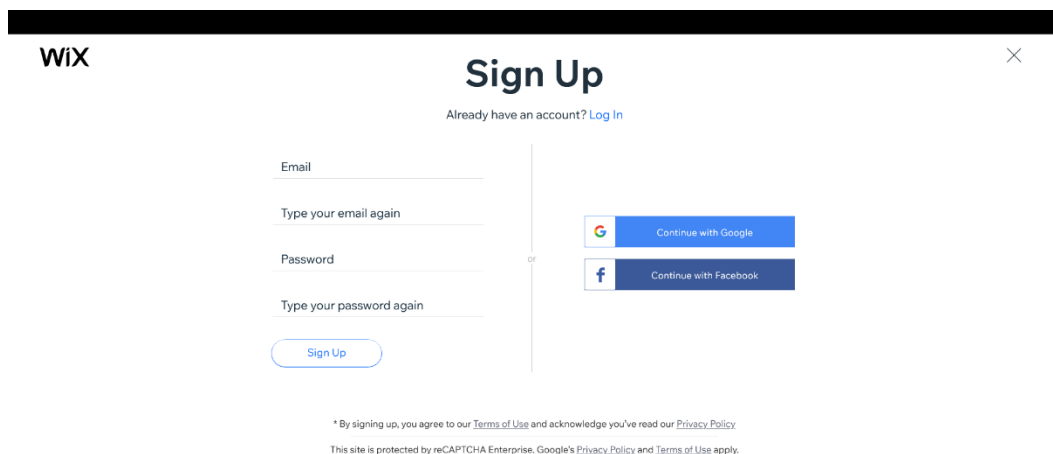 WiX
Sign Up
Already have an account? Log In
Email
Type your email again
Password
Type your password again
Sign Up
or
G Continue with Google
f Continue with Facebook
* By signing up, you agree to our Terms of Use and acknowledge you've read our Privacy Policy
This site is protected by reCAPTCHA Enterprise. Google's Privacy Policy and Terms of Use apply.